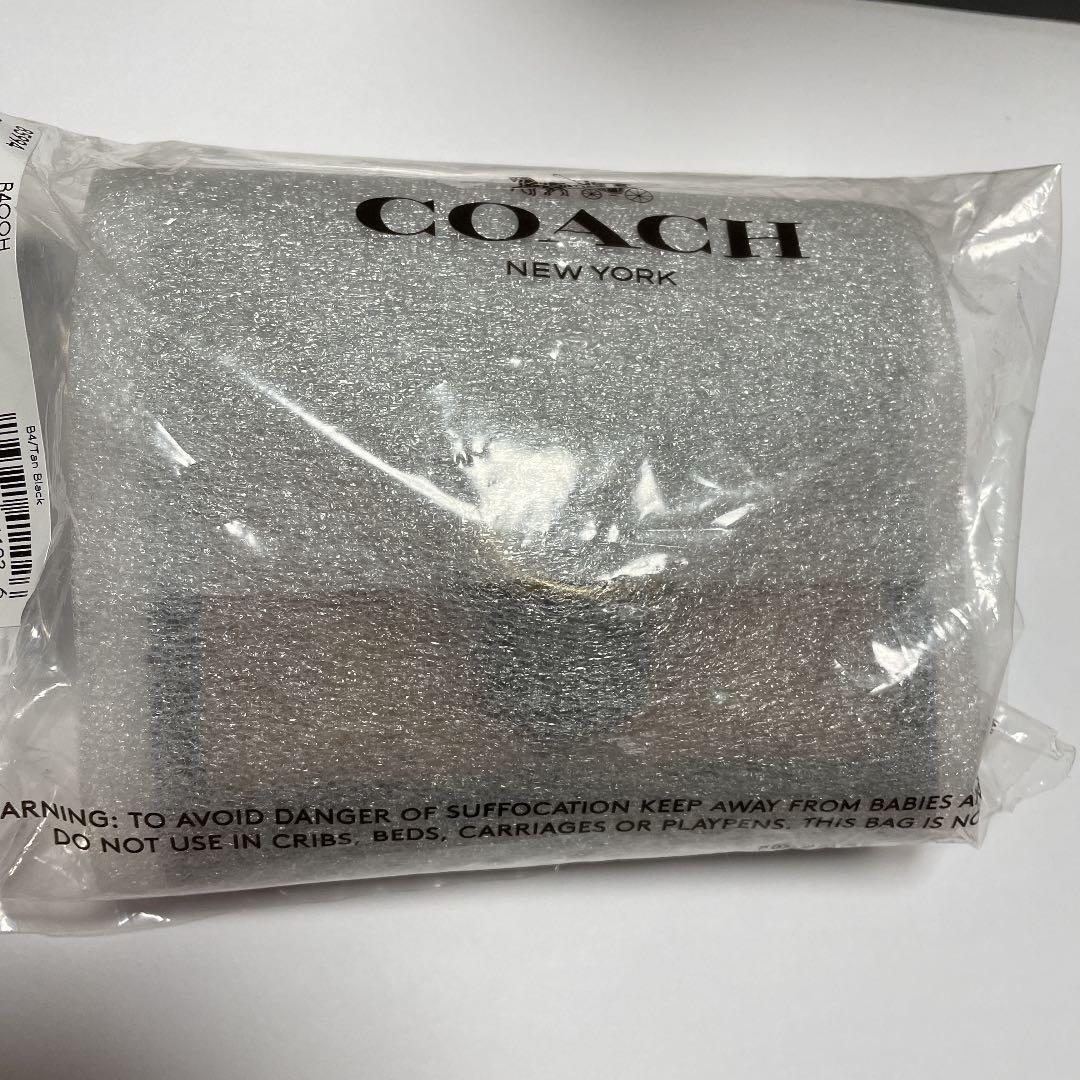 COACH
NEW YORK
B4/Tan Black
ARNING: TO AVOID DANGER OF SUFFOCATION KEEP AWAY FROM BABIES
DO NOT USE IN CRIBS, BEDS, CARRIAGES OR PLAYPENS. THIS BAG IS NO